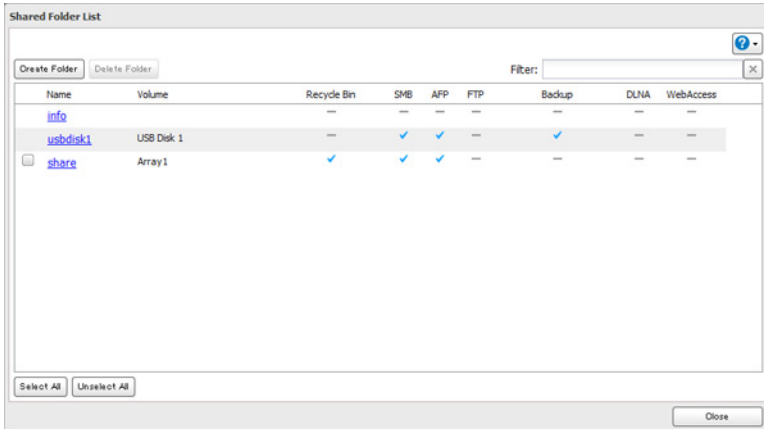 Shared Folder List
?
Create Folder Delete Folder Filter:
Name Volume Recycle Bin SMB AFP FTP Backup DLNA WebAccess
info — — — — — — —
usbdisk1 USB Disk 1 — ✓ ✓ — ✓ — —
share Array1 ✓ ✓ ✓ — — — —
Select All Unselect All
Close